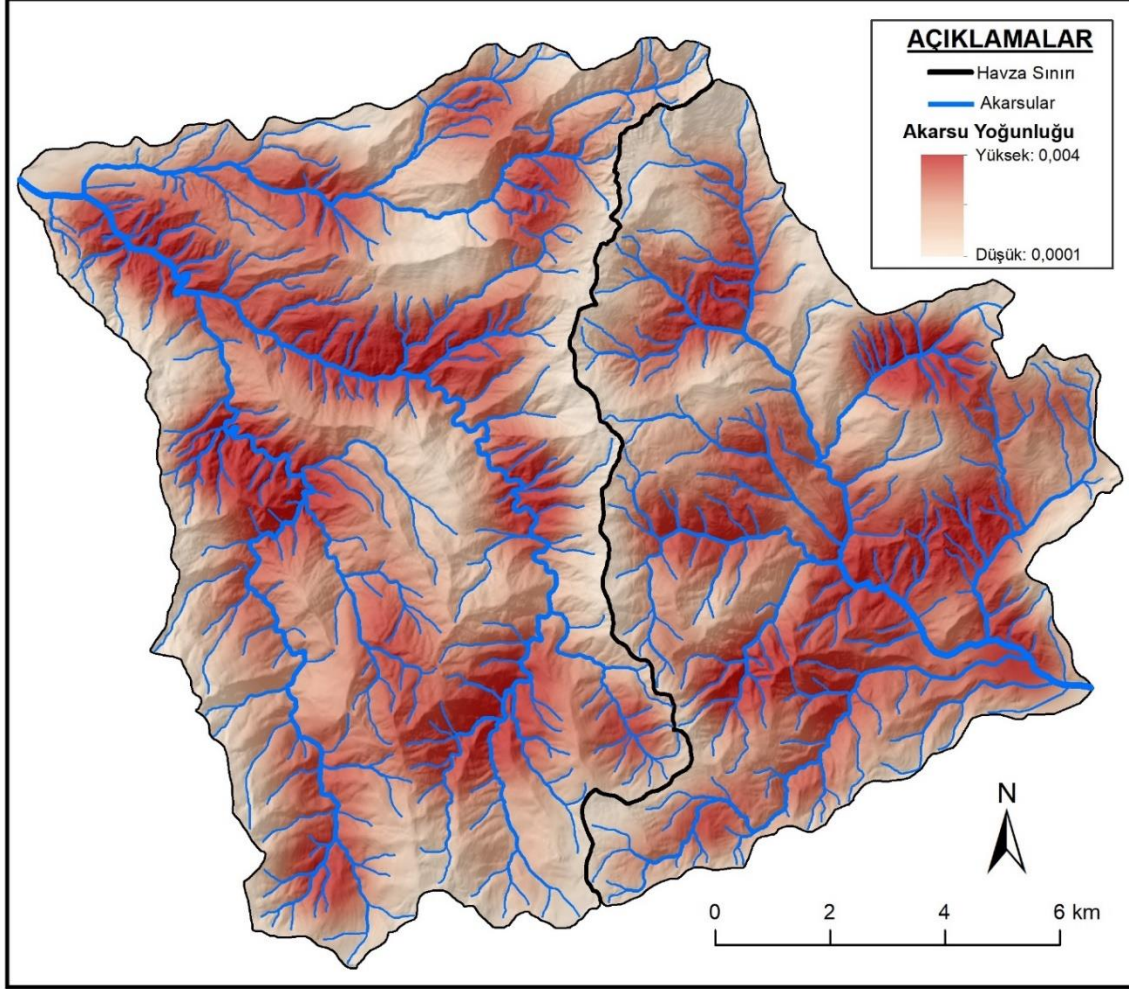 AÇIKLAMALAR
Havza Sınırı
Akarsular
Akarsu Yoğunluğu
Yüksek: 0,004
Düşük: 0,0001
N
0 2 4 6 km